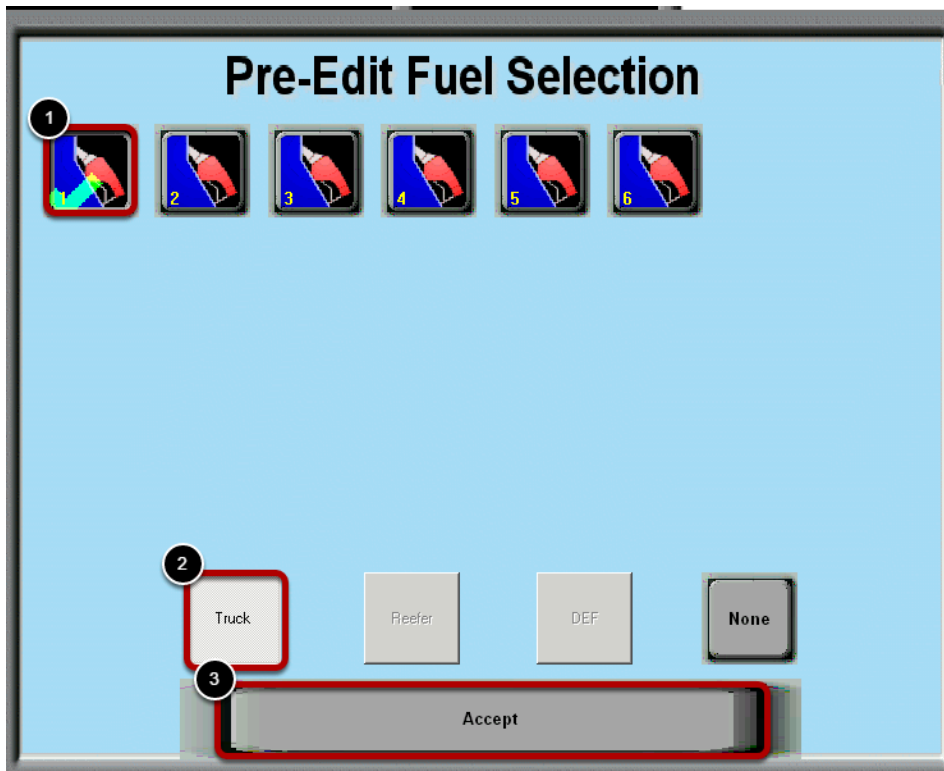 Pre-Edit Fuel Selection
1
1 2 3 4 5 6
2
Truck Reefer DEF None
3
Accept